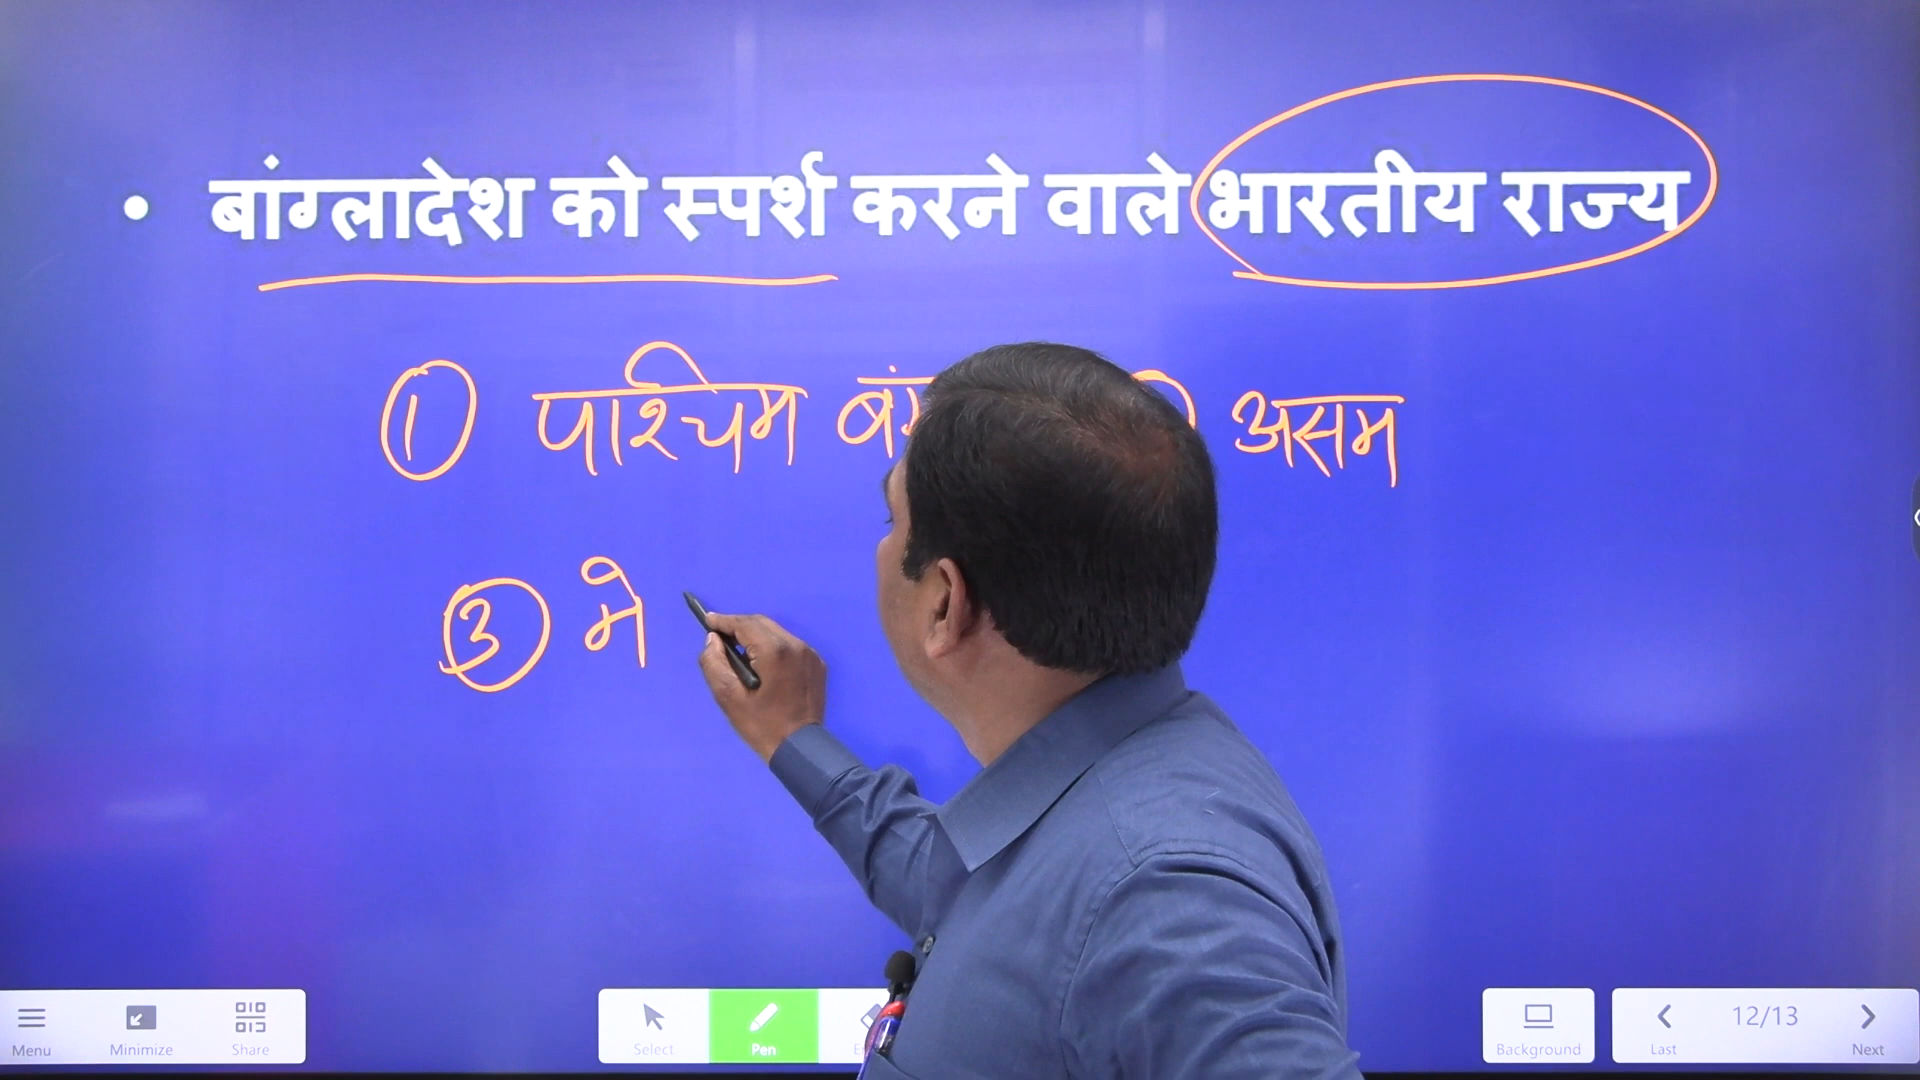 • बांग्लादेश को स्पर्श करने वाले भारतीय राज्य
① पश्चिम
असम
③ मे
Menu Minimize Share Select Pen Background Last 12/13 Next